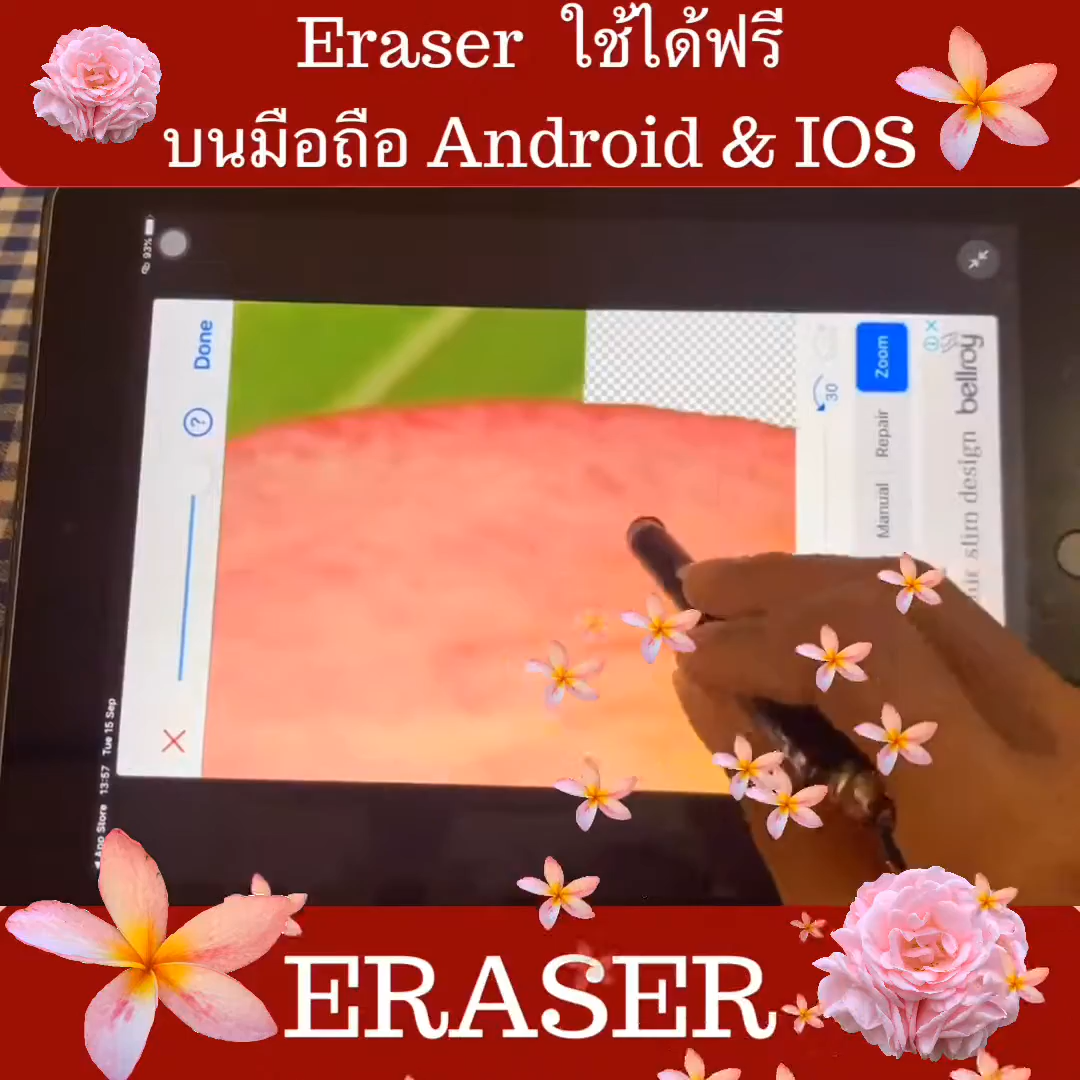 Eraser ใช้ได้ฟรี
บนมือถือ Android & IOS
93%
Done
?
Zoom
Repair
Manual
30
bellroy
slim design
App Store 13:57 Tue 15 Sep
ERASER